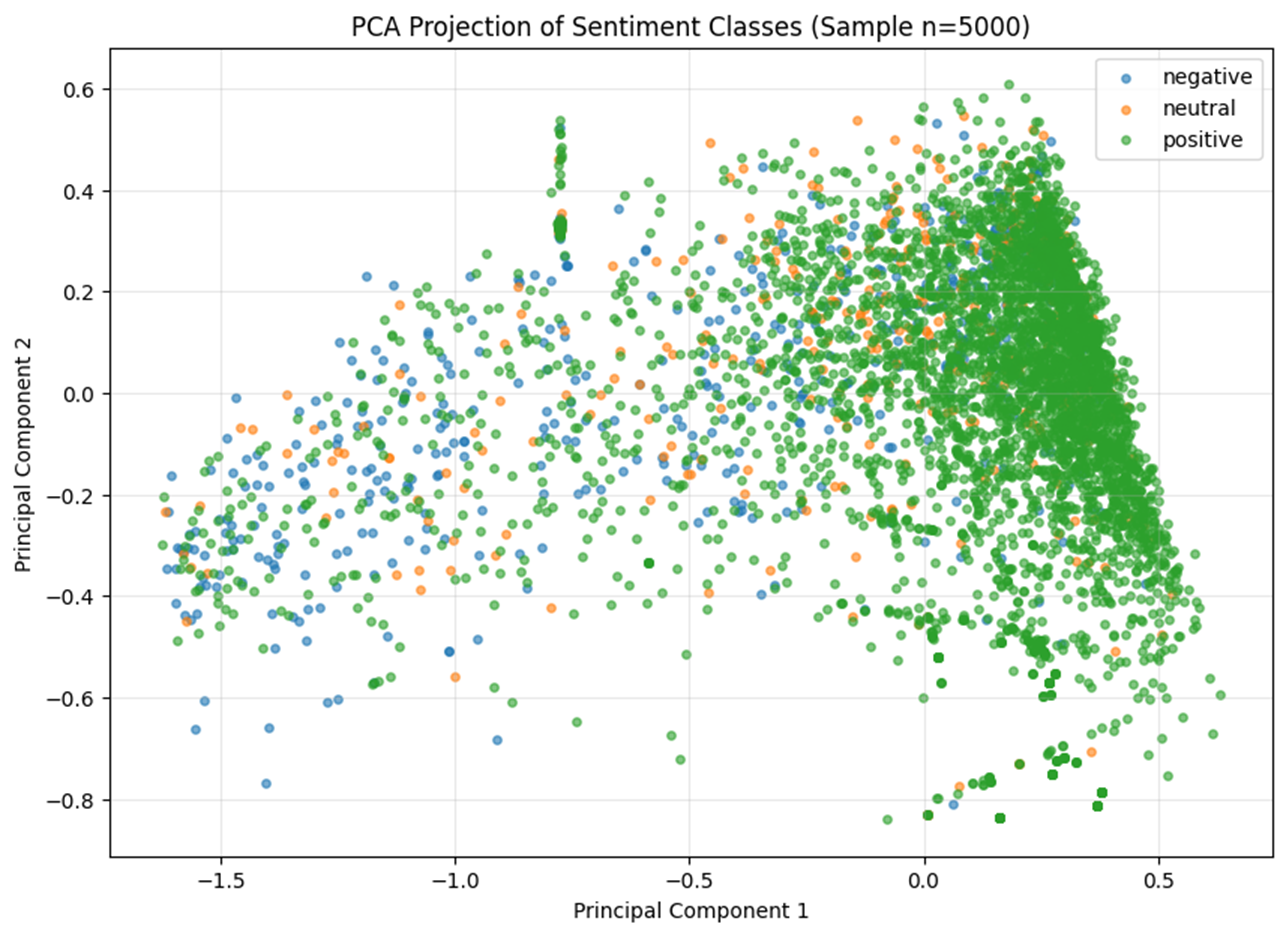 PCA Projection of Sentiment Classes (Sample n=5000)
negative
neutral
positive
0.6
0.4
0.2
0.0
−0.2
−0.4
−0.6
−0.8
Principal Component 2
−1.5
−1.0
−0.5
0.0
0.5
Principal Component 1